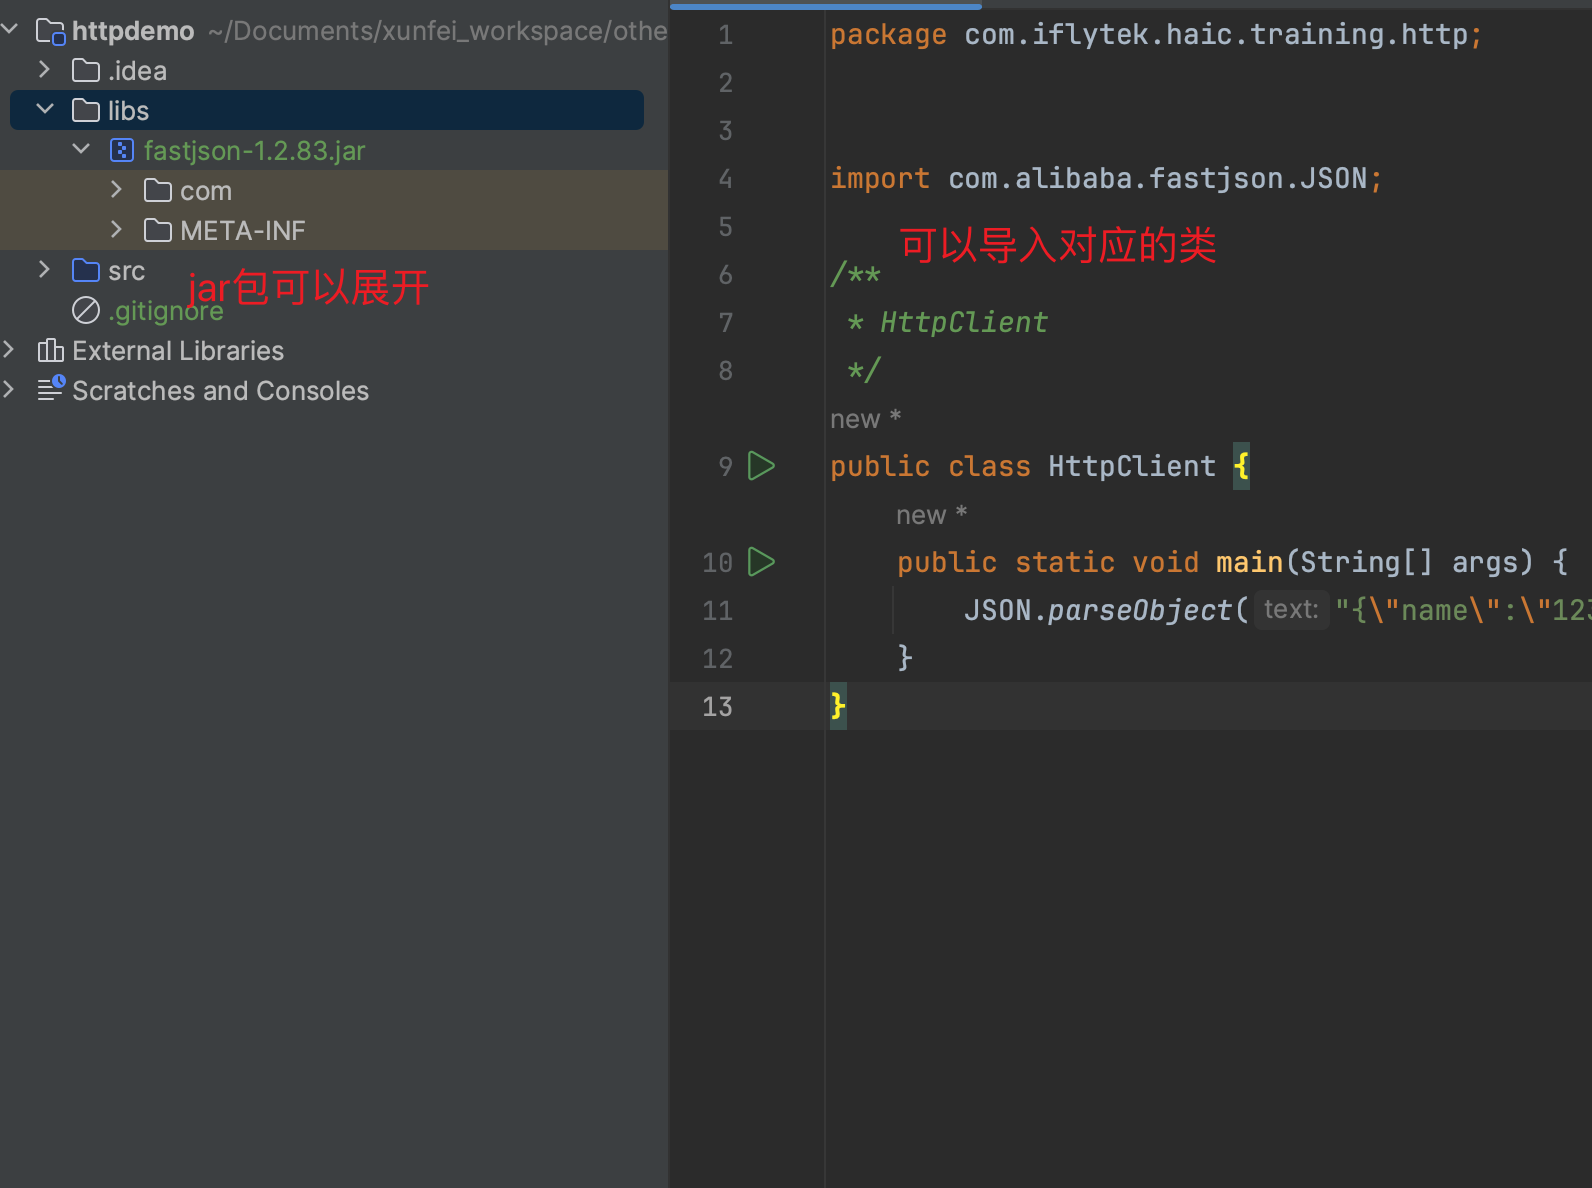 httpdemo ~/Documents/xunfei_workspace/othe
.idea
libs
fastjson-1.2.83.jar
com
META-INF
src
jar包可以展开
.gitignore
External Libraries
Scratches and Consoles
1 package com.iflytek.haic.training.http;
2
3
4 import com.alibaba.fastjson.JSON;
5
可以导入对应的类
6 /**
7 * HttpClient
8 */
new *
9 public class HttpClient {
new *
10 public static void main(String[] args) {
11 JSON.parseObject( text: "{\"name\":\"123
12 }
13 }